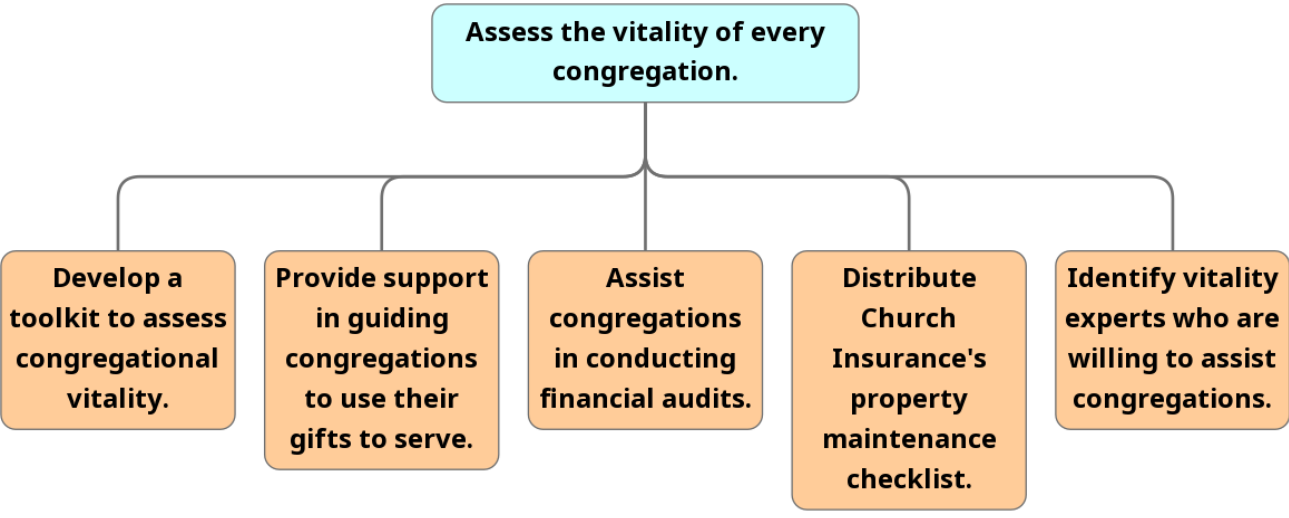 Assess the vitality of every
congregation.
Develop a
toolkit to assess
congregational
vitality.
Provide support
in guiding
congregations
to use their
gifts to serve.
Assist
congregations
in conducting
financial audits.
Distribute
Church
Insurance's
property
maintenance
checklist.
Identify vitality
experts who are
willing to assist
congregations.